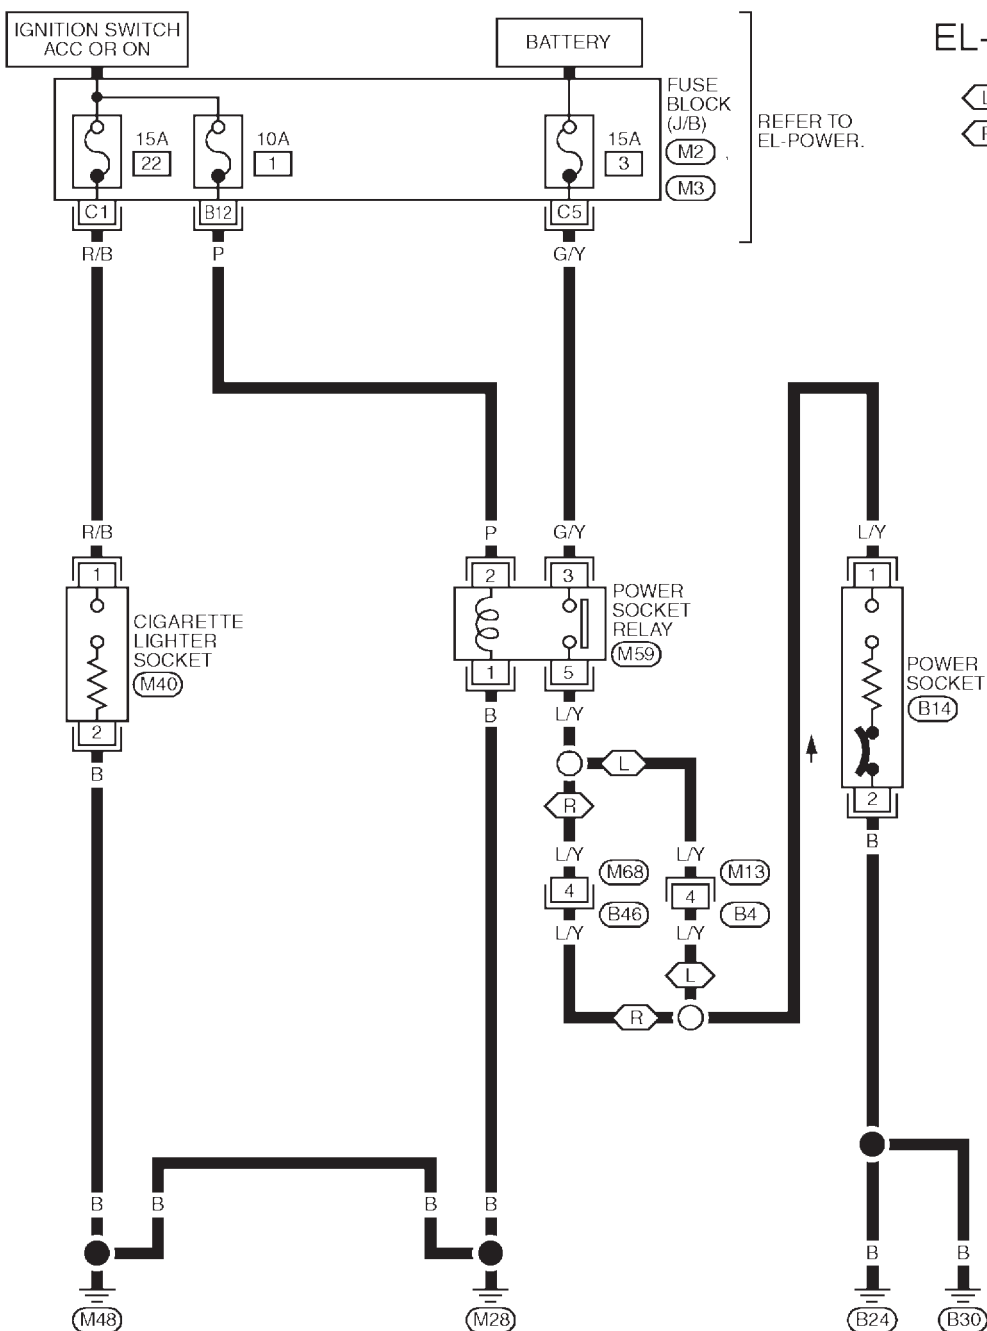 IGNITION SWITCH
ACC OR ON
BATTERY
EL-
L
FUSE
BLOCK
(J/B)
M2
M3
REFER TO
EL-POWER.
15A
22
10A
1
15A
3
C1
B12
C5
R/B
P
G/Y
R/B
P
G/Y
L/Y
1
2
3
1
CIGARETTE
LIGHTER
SOCKET
M40
POWER
SOCKET
RELAY
M59
POWER
SOCKET
B14
1
5
2
2
B
L/Y
B
B
L
R
L/Y
L/Y
M68
M13
4
4
B46
B4
L/Y
L/Y
L
R
B
B
B
B
B
B
M48
M28
B24
B30